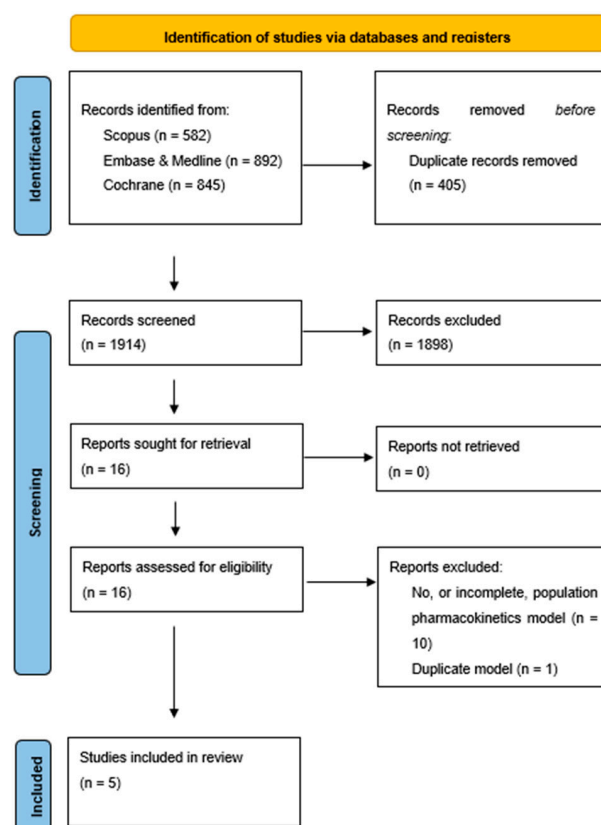 Identification of studies via databases and registers
Identification
Records identified from:
Scopus (n = 582)
Embase & Medline (n = 892)
Cochrane (n = 845)
Records removed before
screening:
Duplicate records removed
(n = 405)
Screening
Records screened
(n = 1914)
Records excluded
(n = 1898)
Reports sought for retrieval
(n = 16)
Reports not retrieved
(n = 0)
Reports assessed for eligibility
(n = 16)
Reports excluded:
No, or incomplete, population
pharmacokinetics model (n =
10)
Duplicate model (n = 1)
Included
Studies included in review
(n = 5)